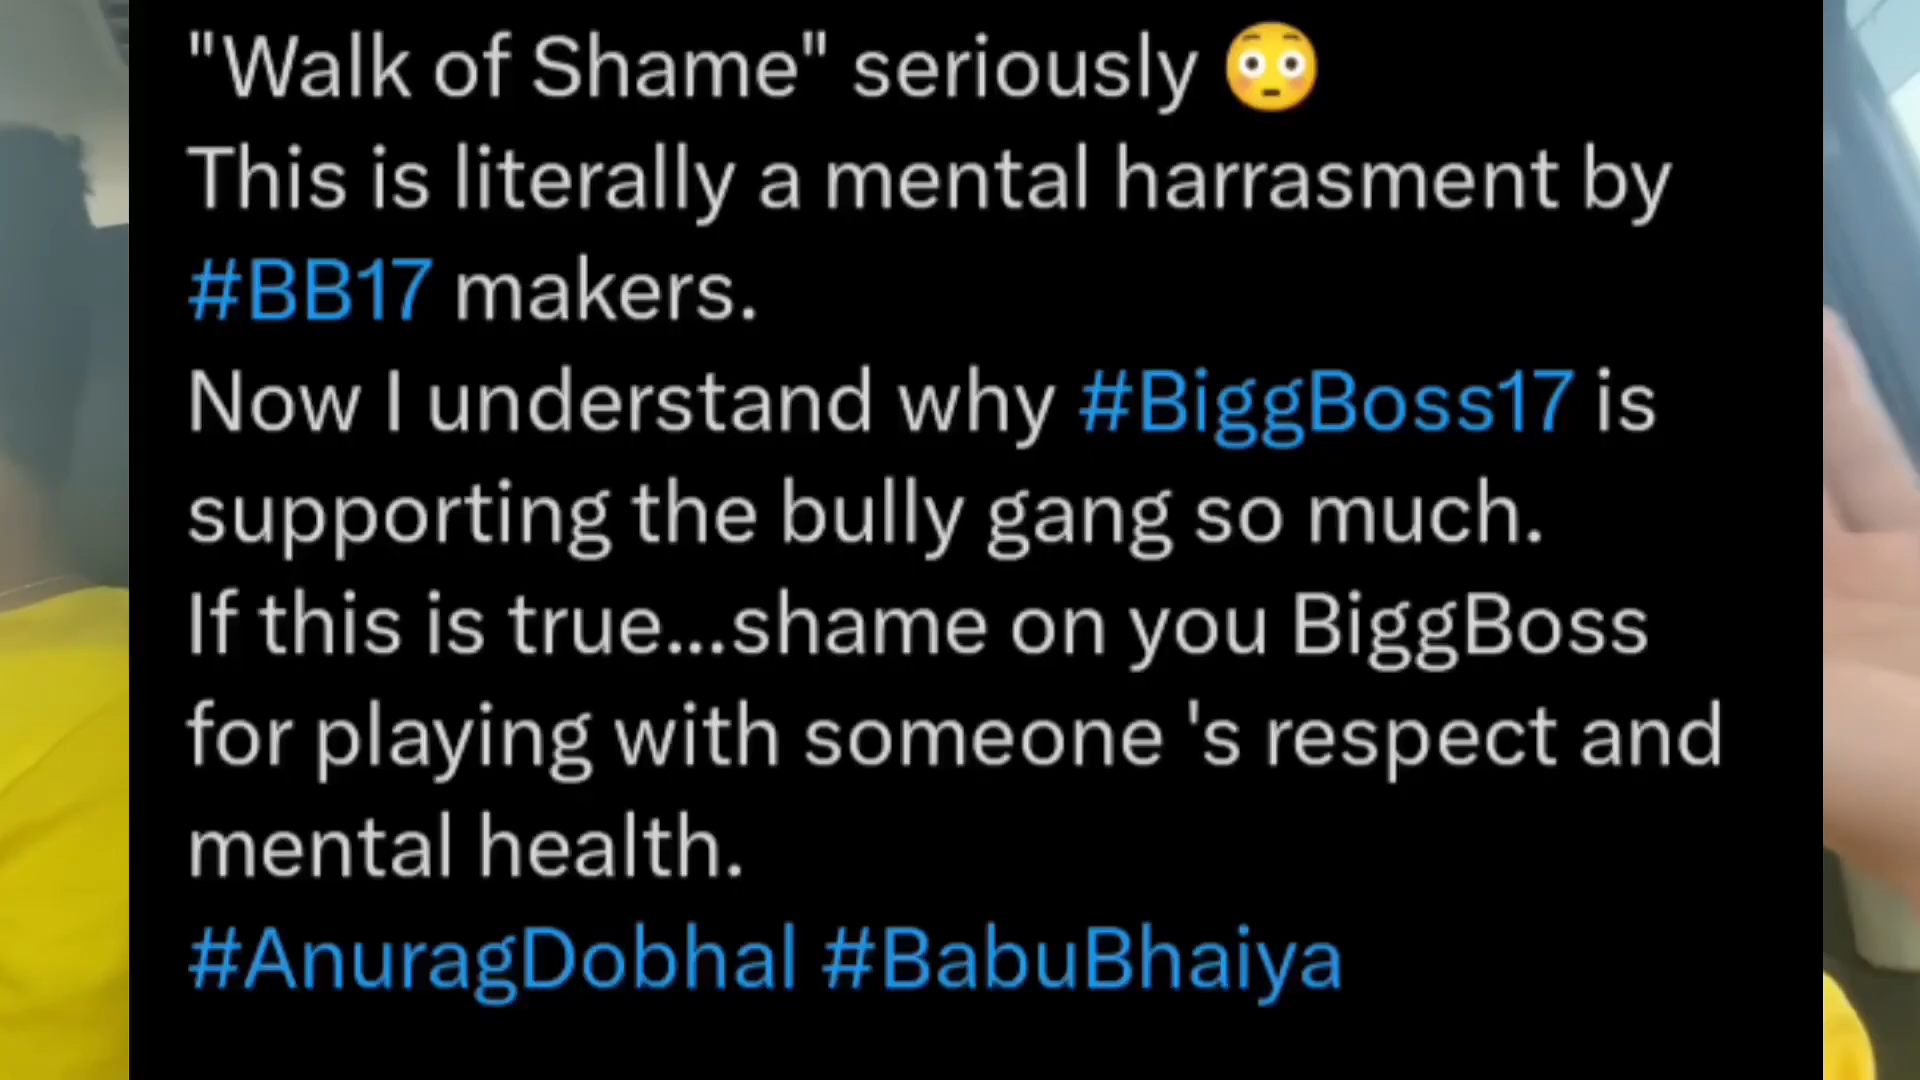 "Walk of Shame" seriously 😳
This is literally a mental harrasment by
#BB17 makers.
Now I understand why #BiggBoss17 is
supporting the bully gang so much.
If this is true...shame on you BiggBoss
for playing with someone 's respect and
mental health.
#AnuragDobhal #BabuBhaiya